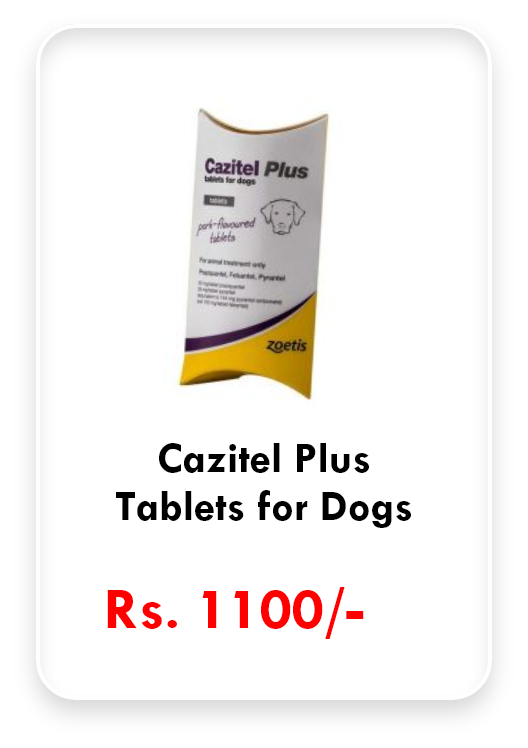 Cazitel Plus
tablets for dogs
tablets
pork-flavoured
tablets
For animal treatment only
Praziquantel, Febantel, Pyrantel
zoetis
Cazitel Plus
Tablets for Dogs
Rs. 1100/-